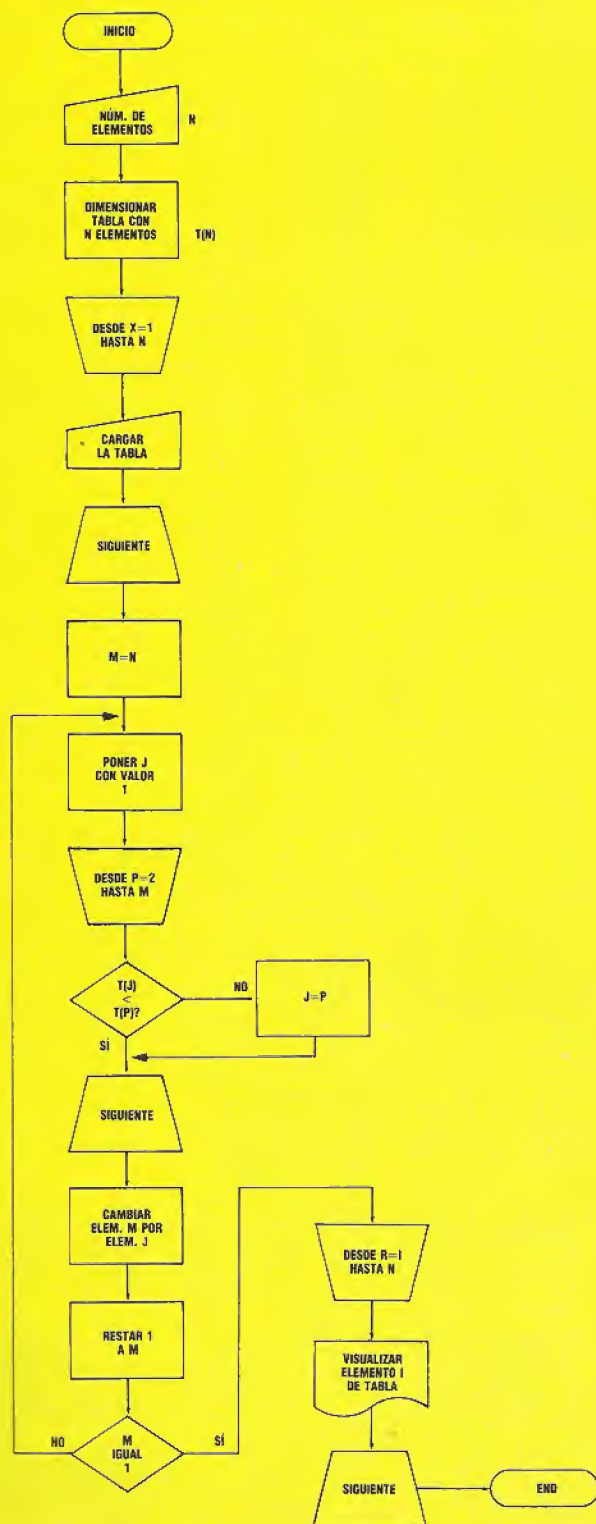 INICIO
NÚM. DE
ELEMENTOS
N
DIMENSIONAR
TABLA CON
N ELEMENTOS
T(N)
DESDE X=1
HASTA N
CARGAR
LA TABLA
SIGUIENTE
M=N
PONER J
CON VALOR
1
DESDE P=2
HASTA M
T(J)
<
T(P)?
NO
J=P
SÍ
SIGUIENTE
CAMBIAR
ELEM. M POR
ELEM. J
RESTAR 1
A M
M
IGUAL
1
NO
SÍ
DESDE R=I
HASTA N
VISUALIZAR
ELEMENTO I
DE TABLA
SIGUIENTE
END